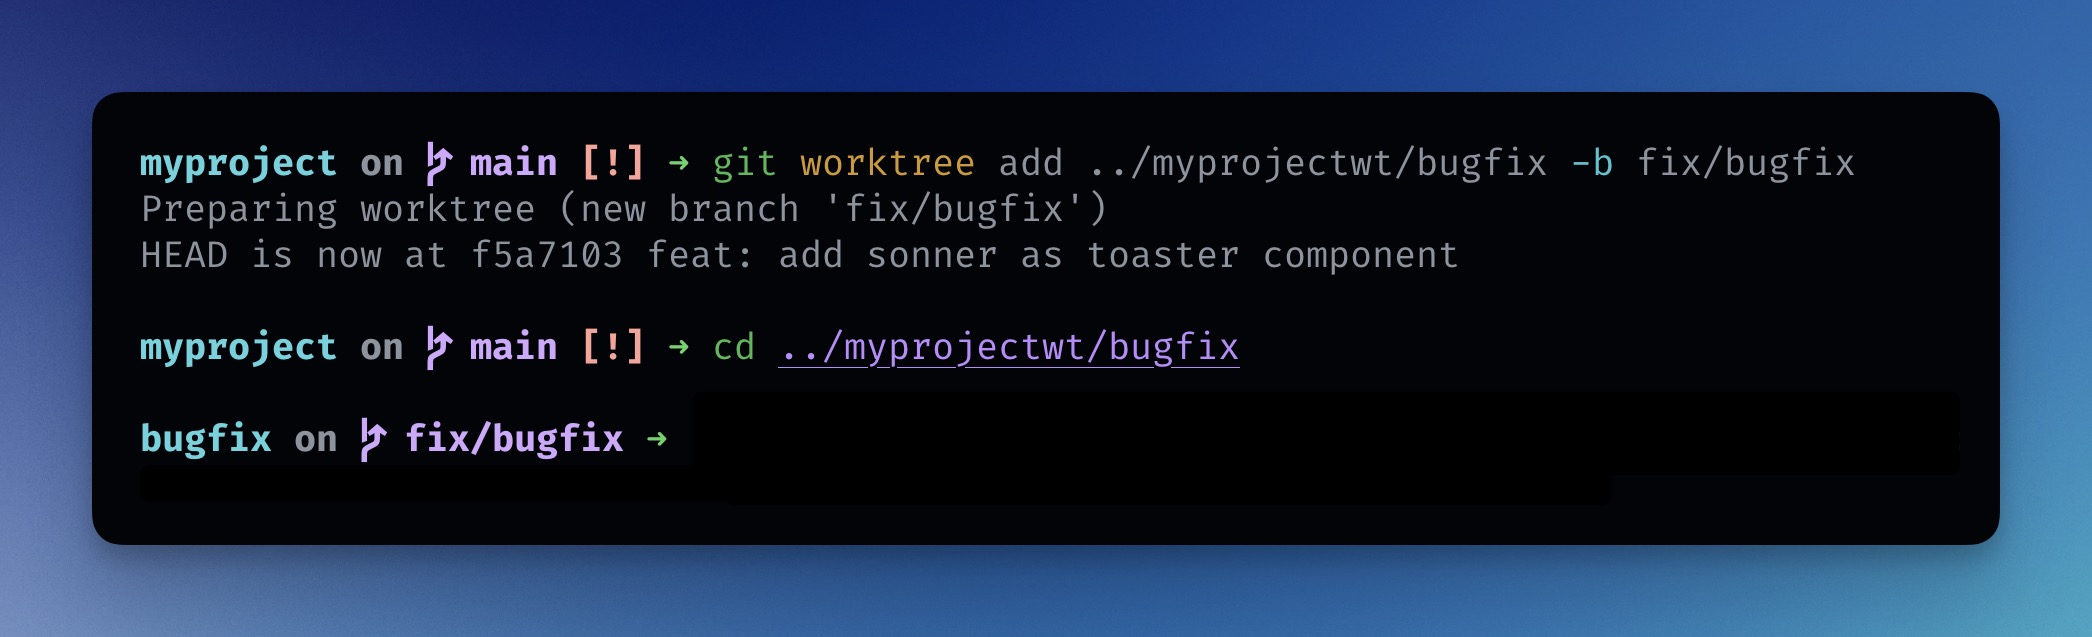 myproject on main [!] ➜ git worktree add ../myprojectwt/bugfix -b fix/bugfix
Preparing worktree (new branch 'fix/bugfix')
HEAD is now at f5a7103 feat: add sonner as toaster component
myproject on main [!] ➜ cd ../myprojectwt/bugfix
bugfix on fix/bugfix ➜